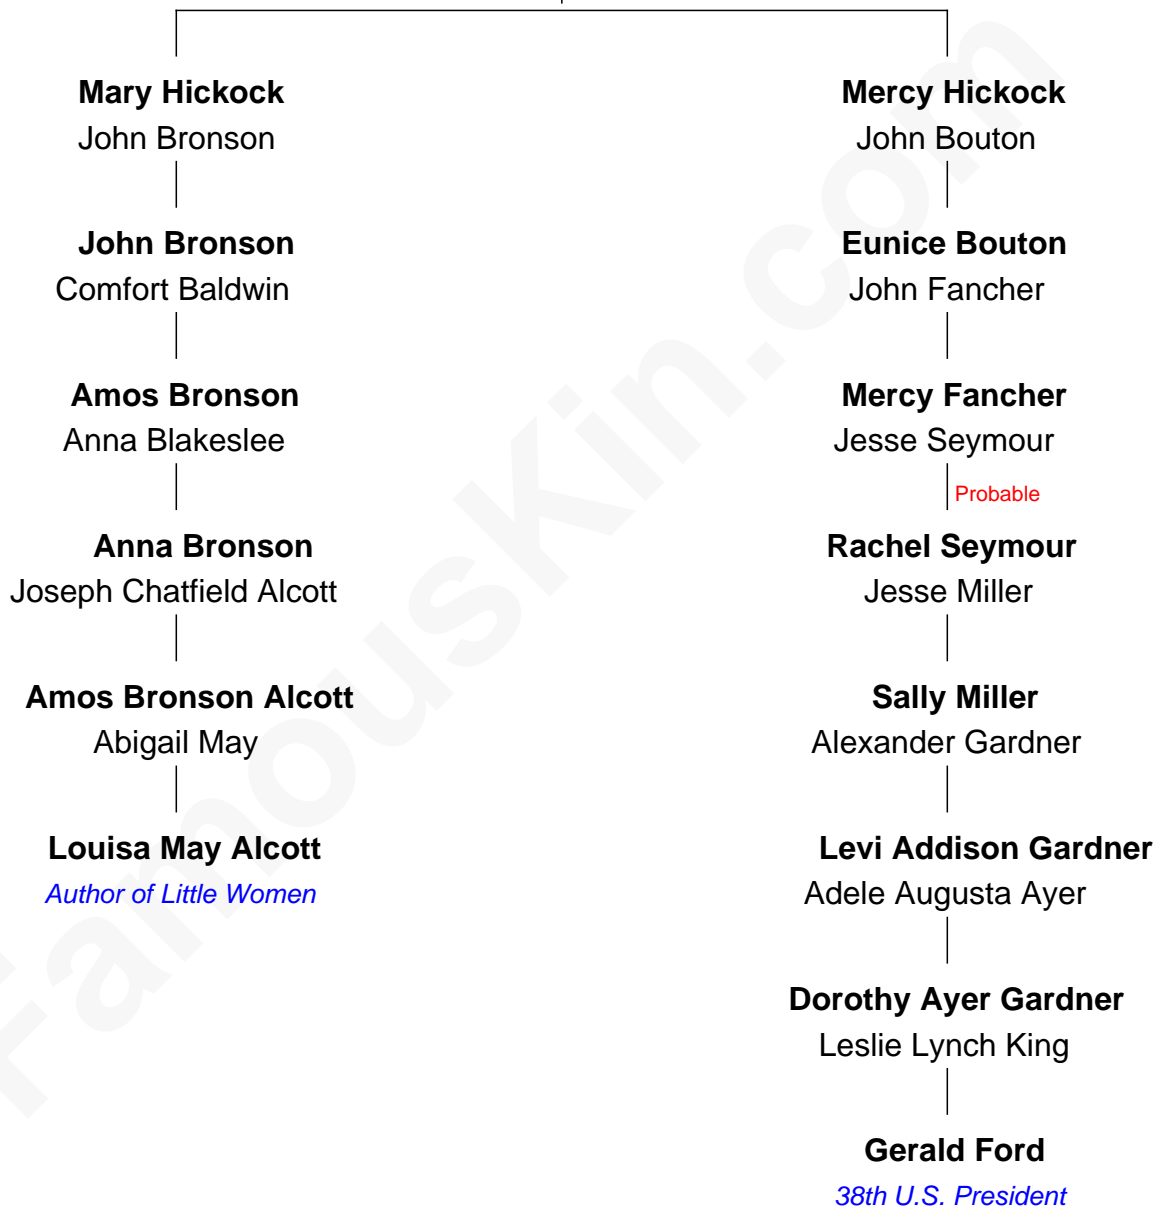 Mary Hickock
John Bronson
John Bronson
Comfort Baldwin
Amos Bronson
Anna Blakeslee
Anna Bronson
Joseph Chatfield Alcott
Amos Bronson Alcott
Abigail May
Louisa May Alcott
Author of Little Women
Mercy Hickock
John Bouton
Eunice Bouton
John Fancher
Mercy Fancher
Jesse Seymour
Probable
Rachel Seymour
Jesse Miller
Sally Miller
Alexander Gardner
Levi Addison Gardner
Adele Augusta Ayer
Dorothy Ayer Gardner
Leslie Lynch King
Gerald Ford
38th U.S. President
FamousKin.com